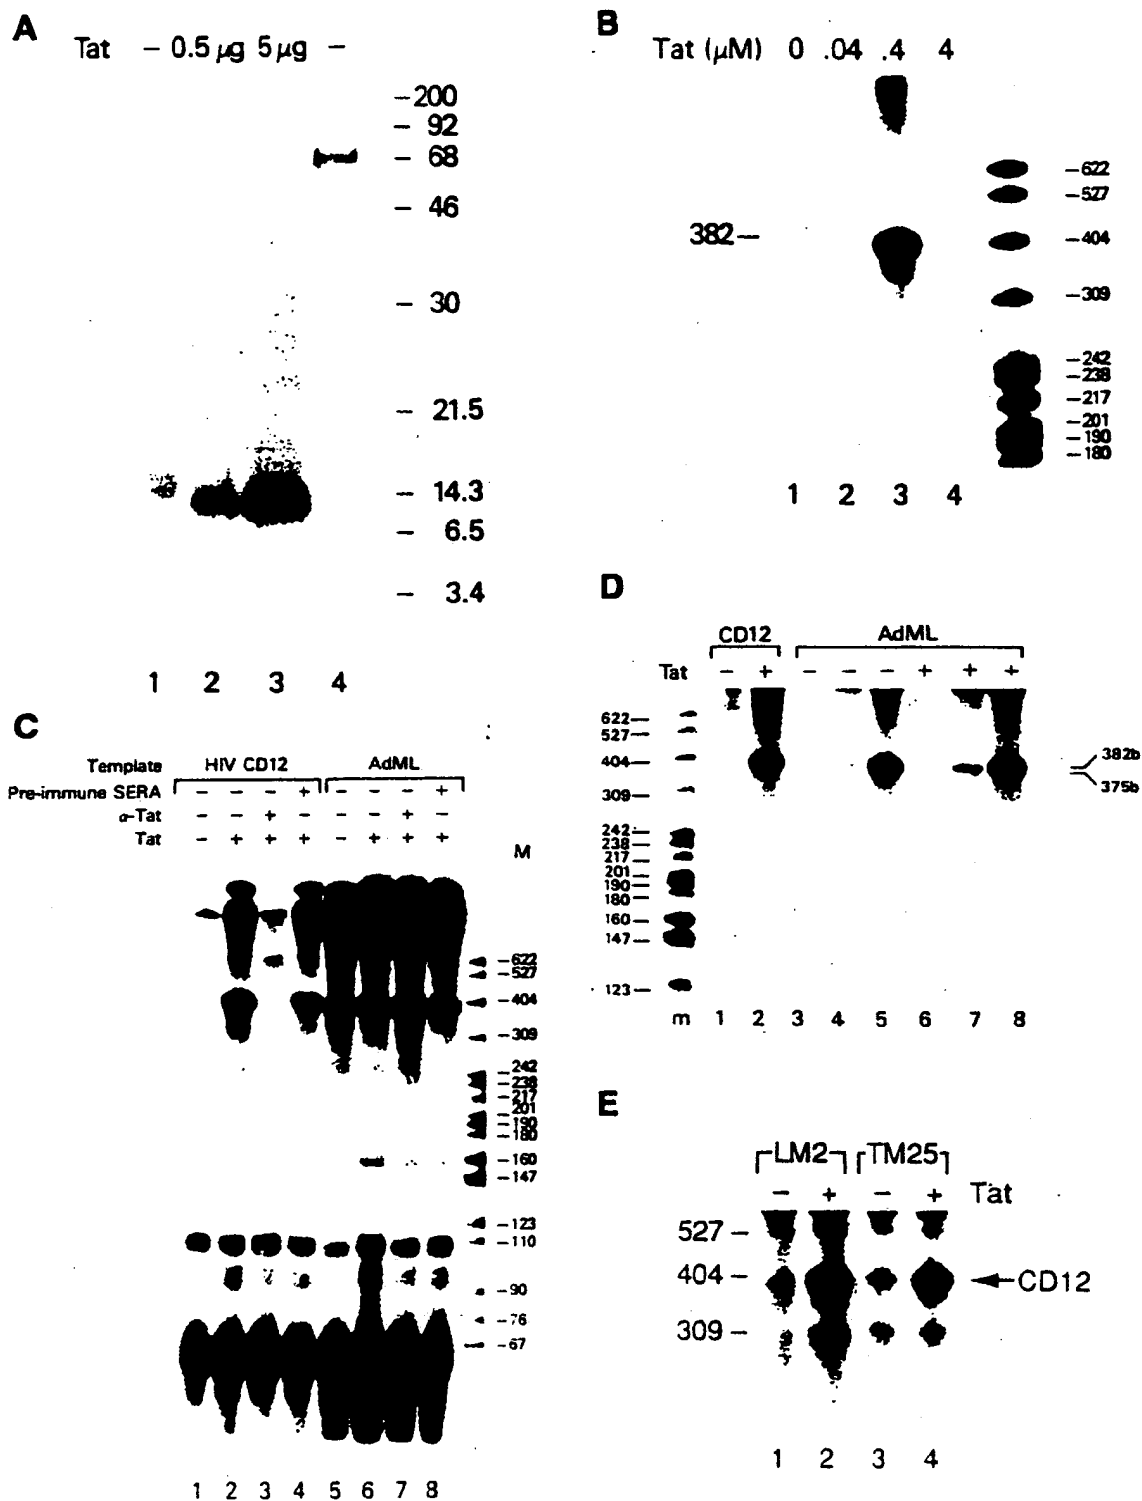 A
Tat – 0.5 µg 5 µg –
–200
– 92
– 68
– 46
– 30
– 21.5
– 14.3
– 6.5
– 3.4
1 2 3 4
B
Tat (µM) 0 .04 .4 4
382–
–622
–527
–404
–309
–242
–238
–217
–201
–190
–180
1 2 3 4
C
Template HIV CD12 AdML
Pre-immune SERA – – – + – – – +
α-Tat – – + – – – + –
Tat – + + + – + + +
M
–622
–527
–404
–309
–242
–238
–217
–201
–190
–180
–160
–147
–123
–110
–90
–76
–67
1 2 3 4 5 6 7 8
D
CD12 AdML
Tat – + – – – + + +
622–
527–
404–
309–
242–
238–
217–
201–
190–
180–
160–
147–
123–
382b
375b
m 1 2 3 4 5 6 7 8
E
LM2 TM25
– + – + Tat
527–
404–
309–
CD12
1 2 3 4